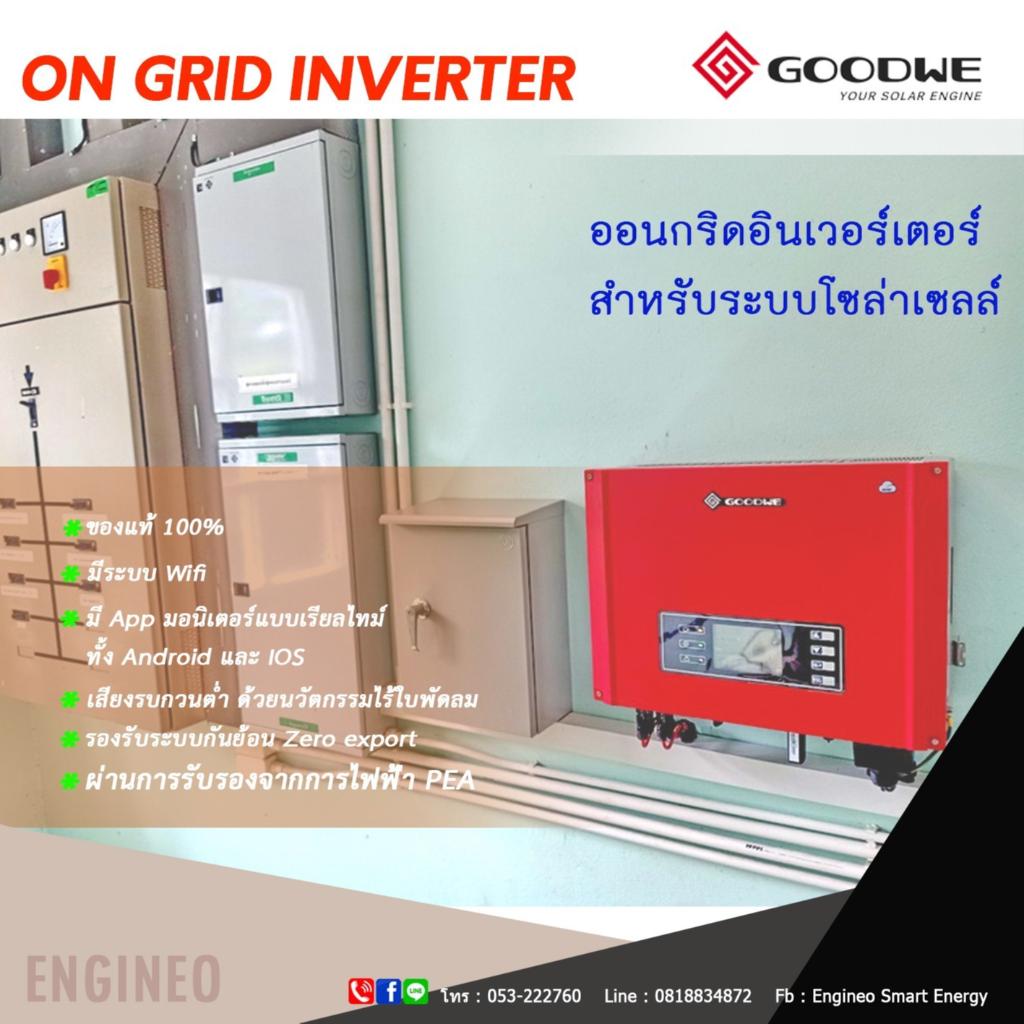 ON GRID INVERTER
GOODWE
YOUR SOLAR ENGINE
ออนกริดอินเวอร์เตอร์
สำหรับระบบโซล่าเซลล์
GOODWE
ของแท้ 100%
มีระบบ Wifi
มี App มอนิเตอร์แบบเรียลไทม์
ทั้ง Android และ IOS
เสียงรบกวนต่ำ ด้วยนวัตกรรมไร้ใบพัดลม
รองรับระบบกันย้อน Zero export
ผ่านการรับรองจากการไฟฟ้า PEA
ENGINEO
โทร : 053-222760 Line : 0818834872 Fb : Engineo Smart Energy